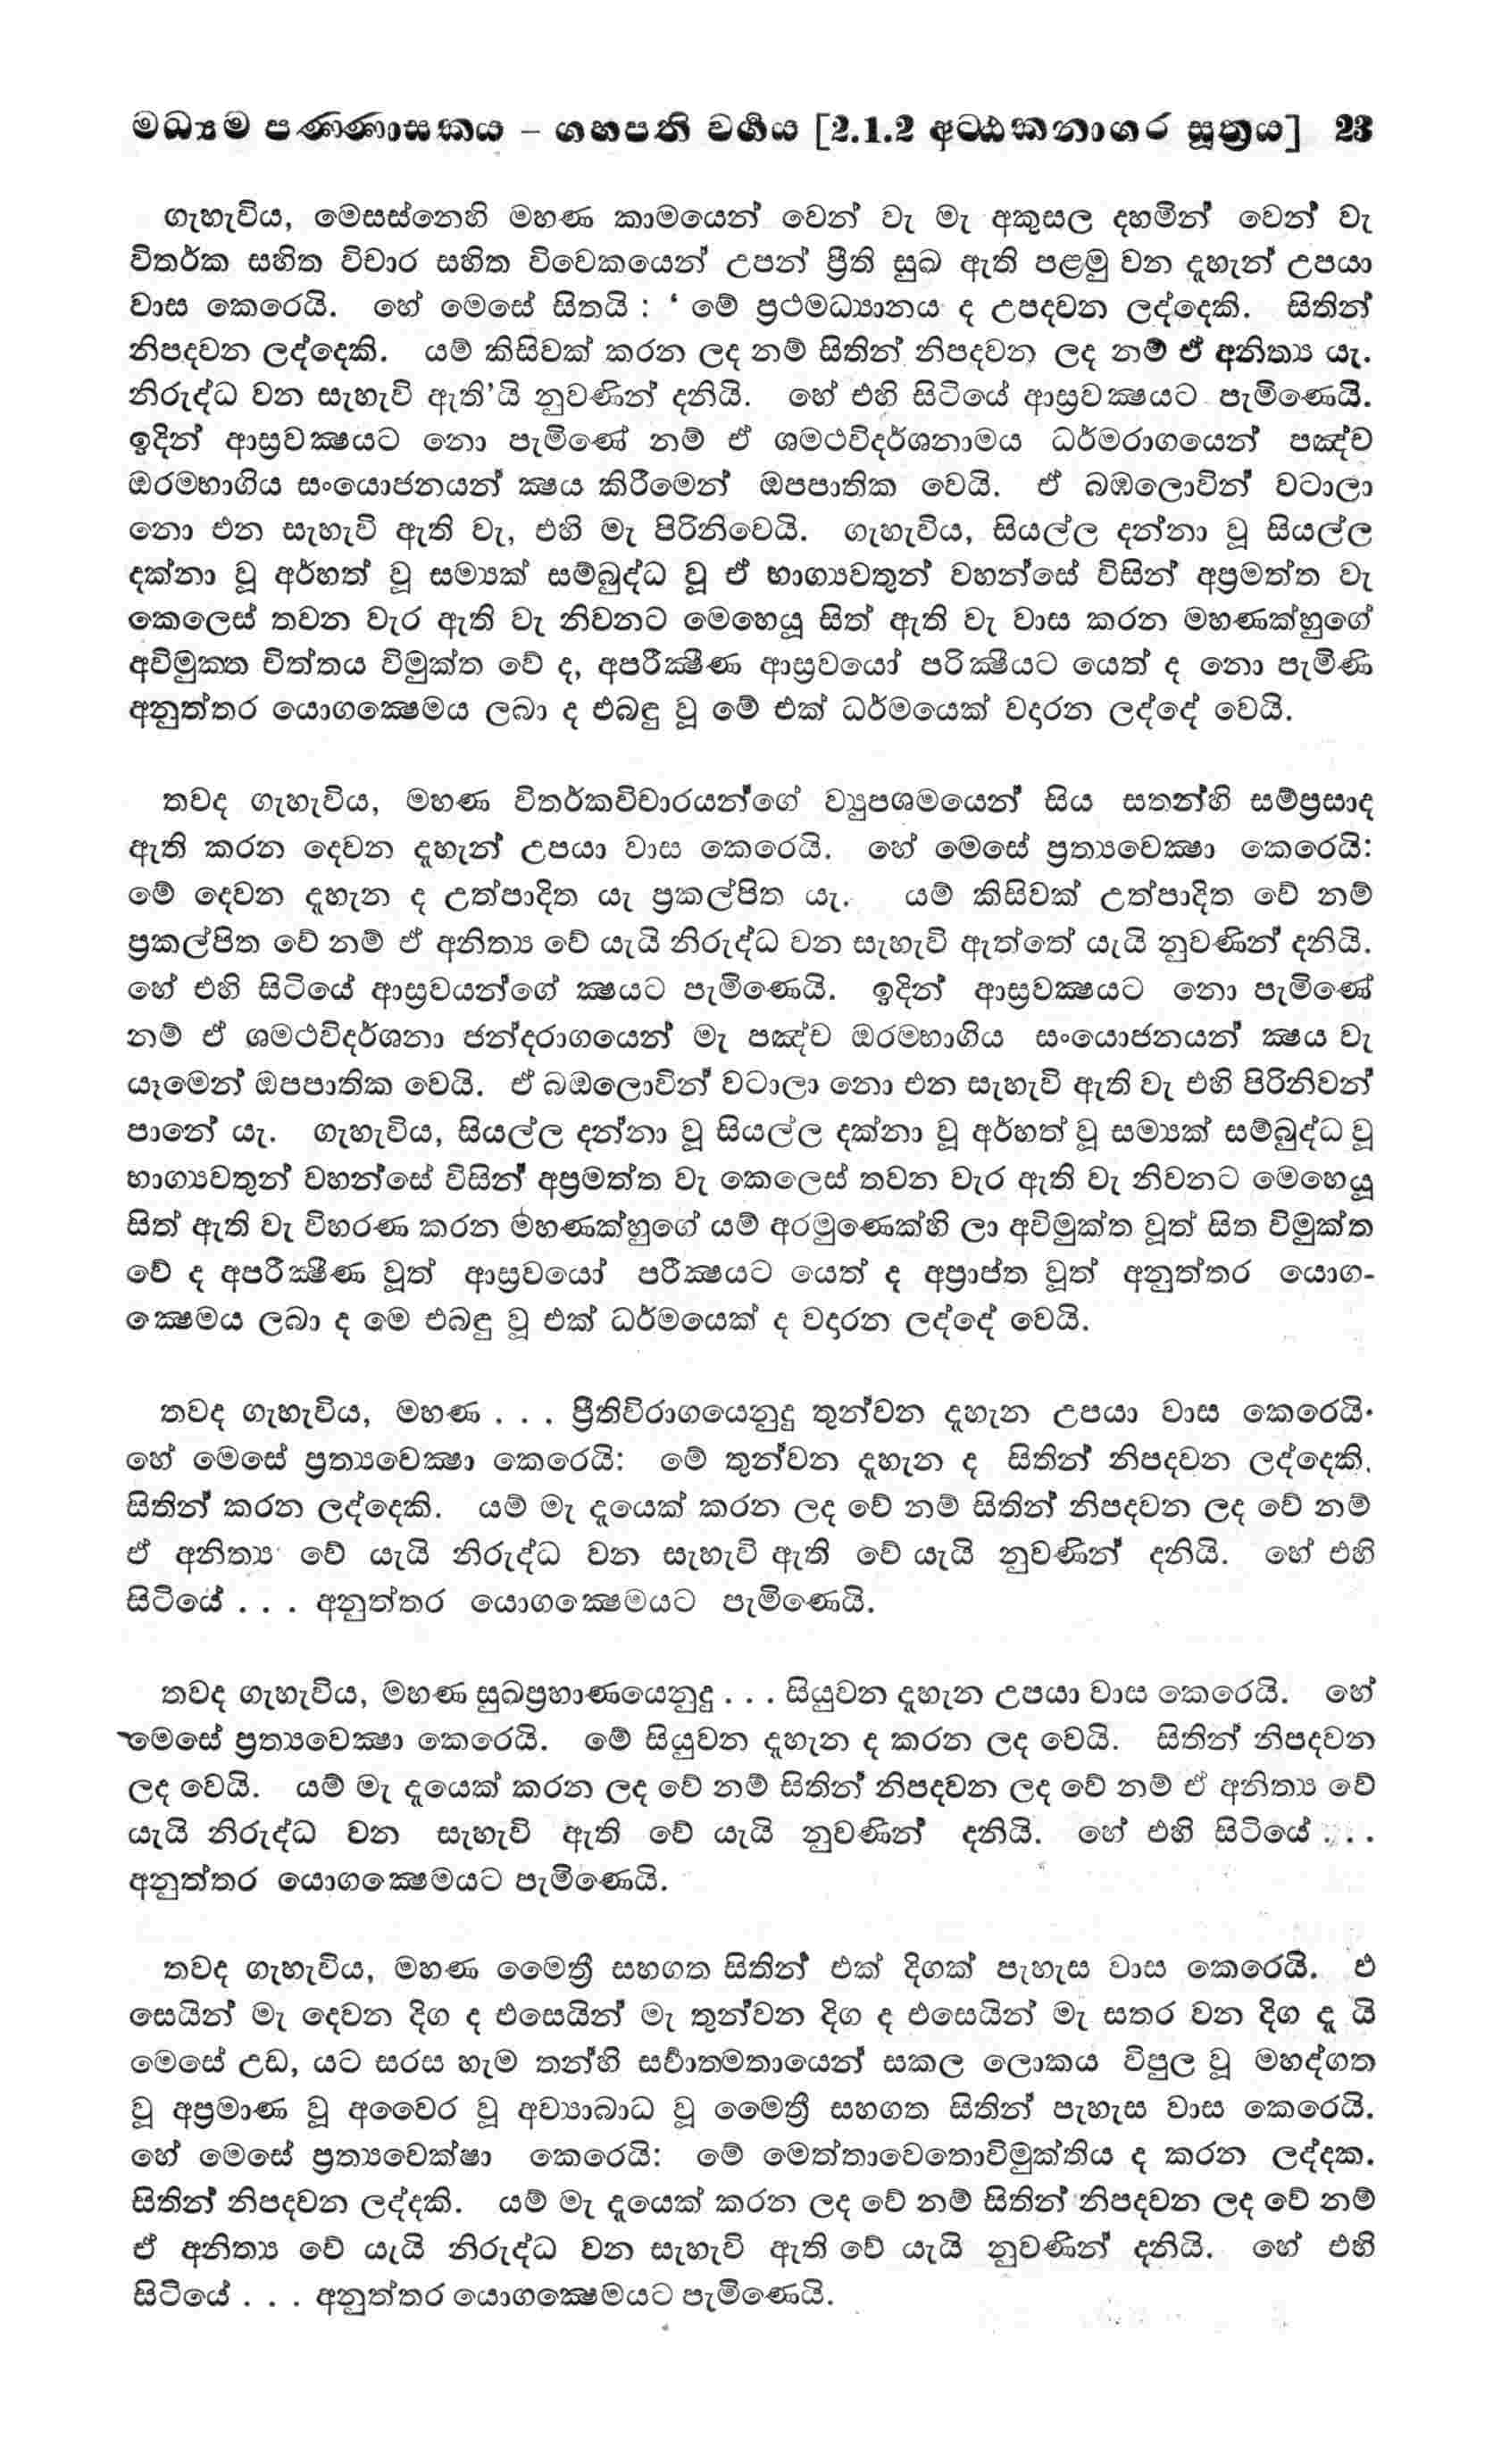 මධ්‍යම පණ්ණාසකය – ගහපති වර්ගය [2.1.2 අට්ඨකනාගර සූත්‍රය] 23
ගැහැවිය, මෙසස්නෙහි මහණ කාමයෙන් වෙන් වැ මැ අකුසල දහමින් වෙන් වැ
විතර්ක සහිත විචාර සහිත විවෙකයෙන් උපන් ප්‍රීති සුඛ ඇති පළමු වන දැහැන් උපයා
වාස කෙරෙයි. හේ මෙසේ සිතයි : ‘ මේ ප්‍රථමධ්‍යානය ද උපදවන ලද්දෙකි. සිතින්
නිපදවන ලද්දෙකි. යම් කිසිවක් කරන ලද නම් සිතින් නිපදවන ලද නම් ඒ අනිත්‍ය යැ.
නිරුද්ධ වන සැහැවි ඇති’යි නුවණින් දනියි. හේ එහි සිටියේ ආස්‍රවක්‍ෂයට පැමිණෙයි.
ඉදින් ආස්‍රවක්‍ෂයට නො පැමිණේ නම් ඒ ශමථවිදර්ශනාමය ධර්මරාගයෙන් පඤ්ච
ඔරම්භාගිය සංයොජනයන් ක්‍ෂය කිරීමෙන් ඔපපාතික වෙයි. ඒ බඹලොවින් වටාලා
නො එන සැහැවි ඇති වැ, එහි මැ පිරිනිවෙයි. ගැහැවිය, සියල්ල දන්නා වූ සියල්ල
දක්නා වූ අර්හත් වූ සම්‍යක් සම්බුද්ධ වූ ඒ භාග්‍යවතුන් වහන්සේ විසින් අප්‍රමත්ත වැ
කෙලෙස් තවන වැර ඇති වැ නිවනට මෙහෙයූ සිත් ඇති වැ වාස කරන මහණක්හුගේ
අවිමුක්ත චිත්තය විමුක්ත වේ ද, අපරික්‍ෂීණ ආස්‍රවයෝ පරික්‍ෂීයට යෙත් ද නො පැමිණි
අනුත්තර යොගක්‍ෂෙමය ලබා ද එබඳු වූ මේ එක් ධර්මයෙක් වදාරන ලද්දේ වෙයි.
තවද ගැහැවිය, මහණ විතර්කවිචාරයන්ගේ ව්‍යුපශමයෙන් සිය සතන්හි සම්ප්‍රසාද
ඇති කරන දෙවන දැහැන් උපයා වාස කෙරෙයි. හේ මෙසේ ප්‍රත්‍යවෙක්‍ෂා කෙරෙයි:
මේ දෙවන දැහැන ද උත්පාදිත යැ ප්‍රකල්පිත යැ. යම් කිසිවක් උත්පාදිත වේ නම්
ප්‍රකල්පිත වේ නම් ඒ අනිත්‍ය වේ යැයි නිරුද්ධ වන සැහැවි ඇත්තේ යැයි නුවණින් දනියි.
හේ එහි සිටියේ ආස්‍රවයන්ගේ ක්‍ෂයට පැමිණෙයි. ඉදින් ආස්‍රවක්‍ෂයට නො පැමිණේ
නම් ඒ ශමථවිදර්ශනා ඡන්දරාගයෙන් මැ පඤ්ච ඔරම්භාගිය සංයොජනයන් ක්‍ෂය වැ
යෑමෙන් ඔපපාතික වෙයි. ඒ බඹලොවින් වටාලා නො එන සැහැවි ඇති වැ එහි පිරිනිවන්
පානේ යැ. ගැහැවිය, සියල්ල දන්නා වූ සියල්ල දක්නා වූ අර්හත් වූ සම්‍යක් සම්බුද්ධ වූ
භාග්‍යවතුන් වහන්සේ විසින් අප්‍රමත්ත වැ කෙලෙස් තවන වැර ඇති වැ නිවනට මෙහෙයූ
සිත් ඇති වැ විහරණ කරන මහණක්හුගේ යම් අරමුණෙක්හි ලා අවිමුක්ත වූත් සිත විමුක්ත
වේ ද අපරික්‍ෂීණ වූත් ආස්‍රවයෝ පරික්‍ෂයට යෙත් ද අප්‍රාප්ත වූත් අනුත්තර යොග-
ක්‍ෂෙමය ලබා ද මෙ එබඳු වූ එක් ධර්මයෙක් ද වදාරන ලද්දේ වෙයි.
තවද ගැහැවිය, මහණ . . . ප්‍රීතිවිරාගයෙනුදු තුන්වන දැහැන උපයා වාස කෙරෙයි.
හේ මෙසේ ප්‍රත්‍යවෙක්‍ෂා කෙරෙයි: මේ තුන්වන දැහැන ද සිතින් නිපදවන ලද්දෙකි.
සිතින් කරන ලද්දෙකි. යම් මැ දැයෙක් කරන ලද වේ නම් සිතින් නිපදවන ලද වේ නම්
ඒ අනිත්‍ය වේ යැයි නිරුද්ධ වන සැහැවි ඇති වේ යැයි නුවණින් දනියි. හේ එහි
සිටියේ . . . අනුත්තර යොගක්‍ෂෙමයට පැමිණෙයි.
තවද ගැහැවිය, මහණ සුඛප්‍රහාණයෙනුදු . . . සියුවන දැහැන උපයා වාස කෙරෙයි. හේ
මෙසේ ප්‍රත්‍යවෙක්‍ෂා කෙරෙයි. මේ සියුවන දැහැන ද කරන ලද වෙයි. සිතින් නිපදවන
ලද වෙයි. යම් මැ දැයෙක් කරන ලද වේ නම් සිතින් නිපදවන ලද වේ නම් ඒ අනිත්‍ය වේ
යැයි නිරුද්ධ වන සැහැවි ඇති වේ යැයි නුවණින් දනියි. හේ එහි සිටියේ . . .
අනුත්තර යොගක්‍ෂෙමයට පැමිණෙයි.
තවද ගැහැවිය, මහණ මෛත්‍රී සහගත සිතින් එක් දිගක් පැහැස වාස කෙරෙයි. එ
සෙයින් මැ දෙවන දිග ද එසෙයින් මැ තුන්වන දිග ද එසෙයින් මැ සතර වන දිග දැ යි
මෙසේ උඩ, යට සරස හැම තන්හි සර්වාත්මතායෙන් සකල ලොකය විපුල වූ මහද්ගත
වූ අප්‍රමාණ වූ අවෛර වූ අව්‍යාබාධ වූ මෛත්‍රී සහගත සිතින් පැහැස වාස කෙරෙයි.
හේ මෙසේ ප්‍රත්‍යවෙක්ෂා කෙරෙයි: මේ මෙත්තාවෙතොවිමුක්තිය ද කරන ලද්දක.
සිතින් නිපදවන ලද්දකි. යම් මැ දැයෙක් කරන ලද වේ නම් සිතින් නිපදවන ලද වේ නම්
ඒ අනිත්‍ය වේ යැයි නිරුද්ධ වන සැහැවි ඇති වේ යැයි නුවණින් දනියි. හේ එහි
සිටියේ . . . අනුත්තර යොගක්‍ෂෙමයට පැමිණෙයි.